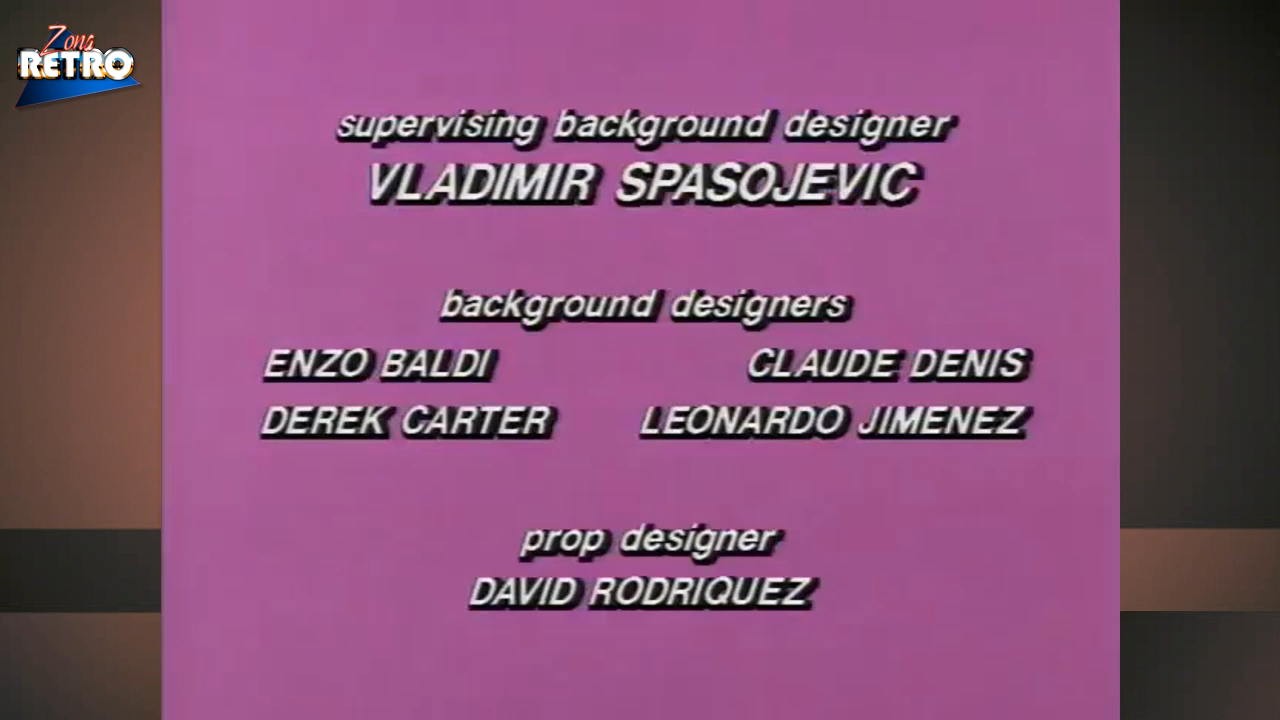 Zona
RETRO
supervising background designer
VLADIMIR SPASOJEVIC
background designers
ENZO BALDI CLAUDE DENIS
DEREK CARTER LEONARDO JIMENEZ
prop designer
DAVID RODRIQUEZ